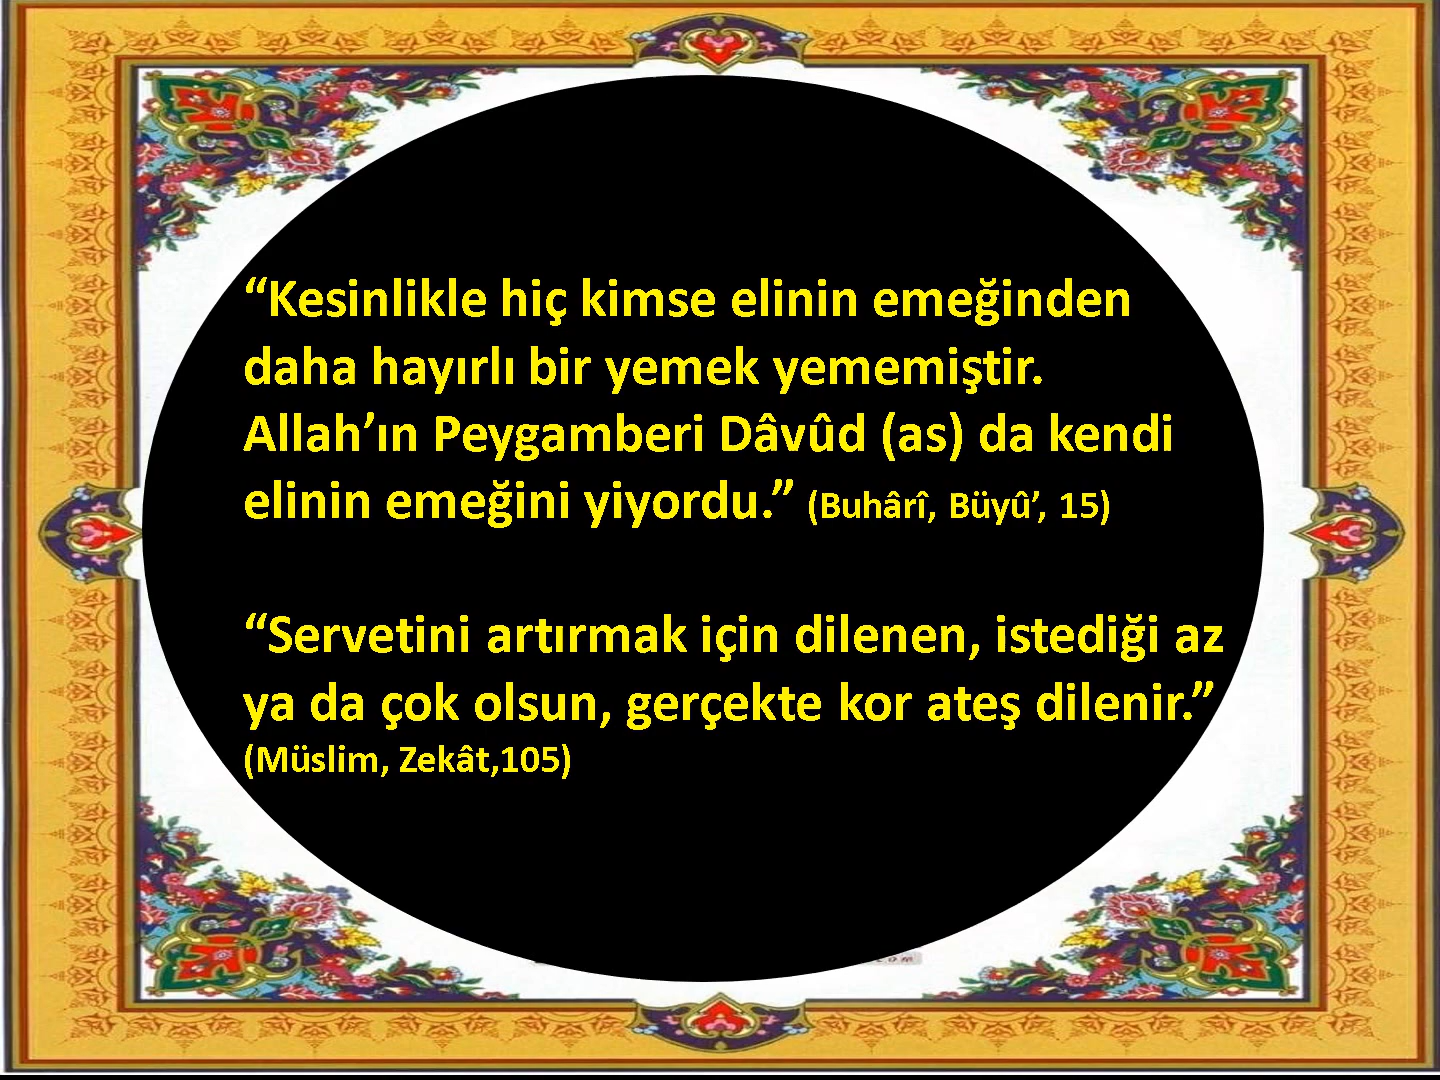 “Kesinlikle hiç kimse elinin emeğinden
daha hayırlı bir yemek yememiştir.
Allah’ın Peygamberi Dâvûd (as) da kendi
elinin emeğini yiyordu.” (Buhârî, Büyû’, 15)
“Servetini artırmak için dilenen, istediği az
ya da çok olsun, gerçekte kor ateş dilenir.”
(Müslim, Zekât,105)